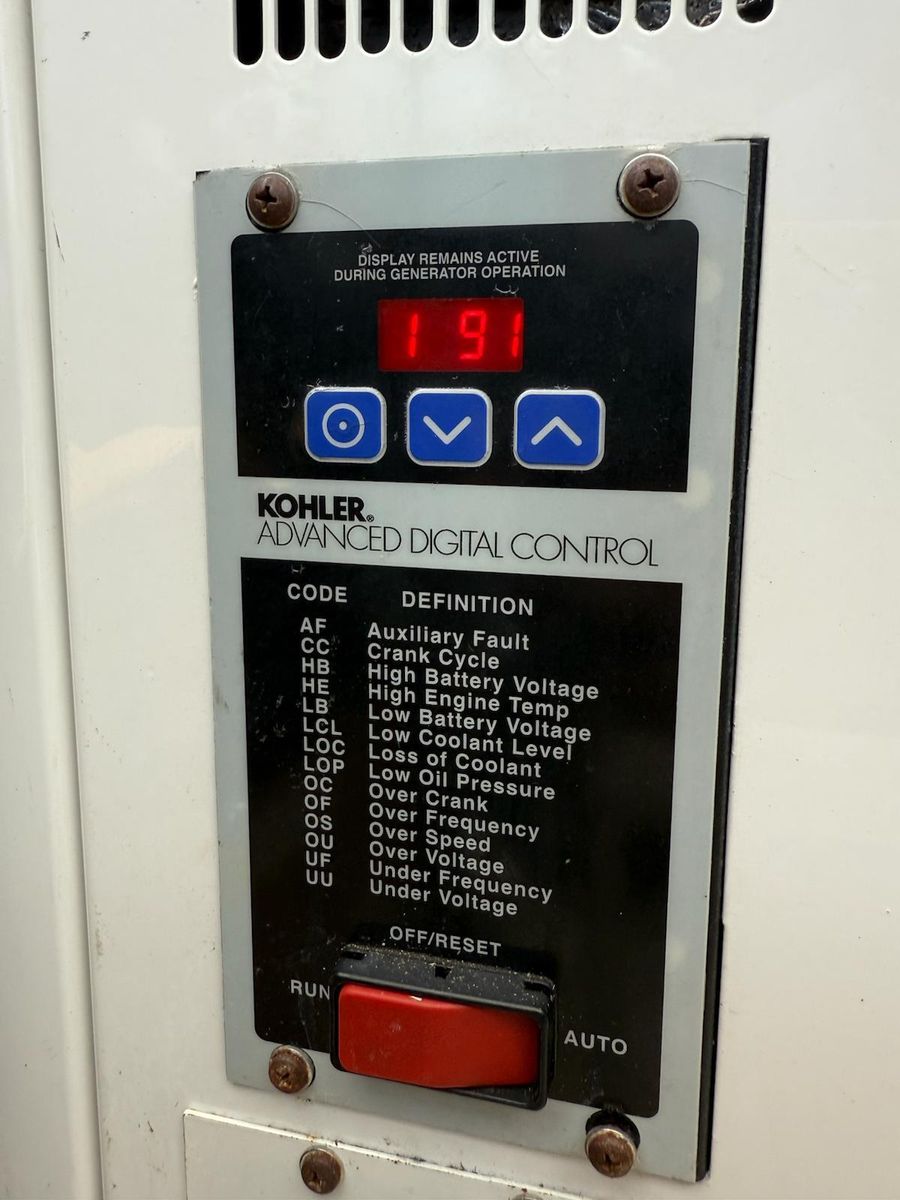 DISPLAY REMAINS ACTIVE
DURING GENERATOR OPERATION
1 91
KOHLER®
ADVANCED DIGITAL CONTROL
CODE DEFINITION
AF Auxiliary Fault
CC Crank Cycle
HB High Battery Voltage
HE High Engine Temp
LB Low Battery Voltage
LCL Low Coolant Level
LOC Loss of Coolant
LOP Low Oil Pressure
OC Over Crank
OF Over Frequency
OS Over Speed
OU Over Voltage
UF Under Frequency
UU Under Voltage
OFF/RESET
RUN
AUTO